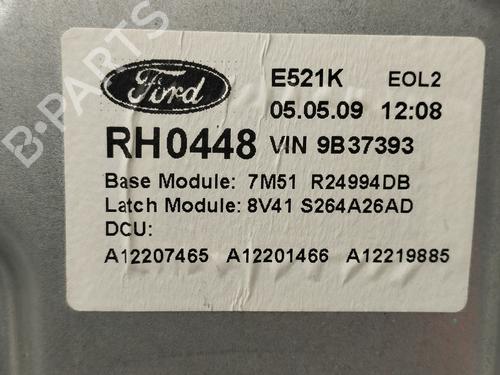 B-PARTS
Ford
E521K EOL2
05.05.09 12:08
RH0448 VIN 9B37393
Base Module: 7M51 R24994DB
Latch Module: 8V41 S264A26AD
DCU:
A12207465 A12201466 A12219885